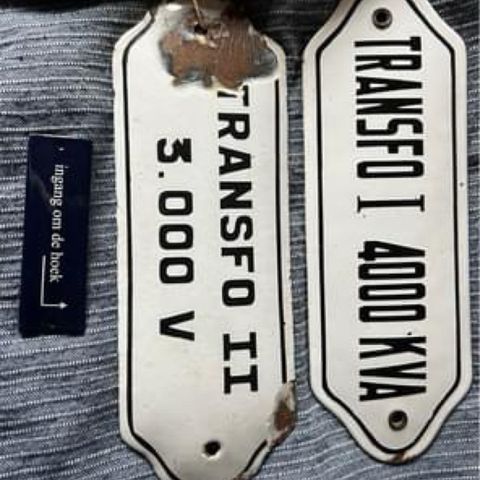 ingang om de hoek
TRANSFO II
3.000 V
TRANSFO I 4000 KVA